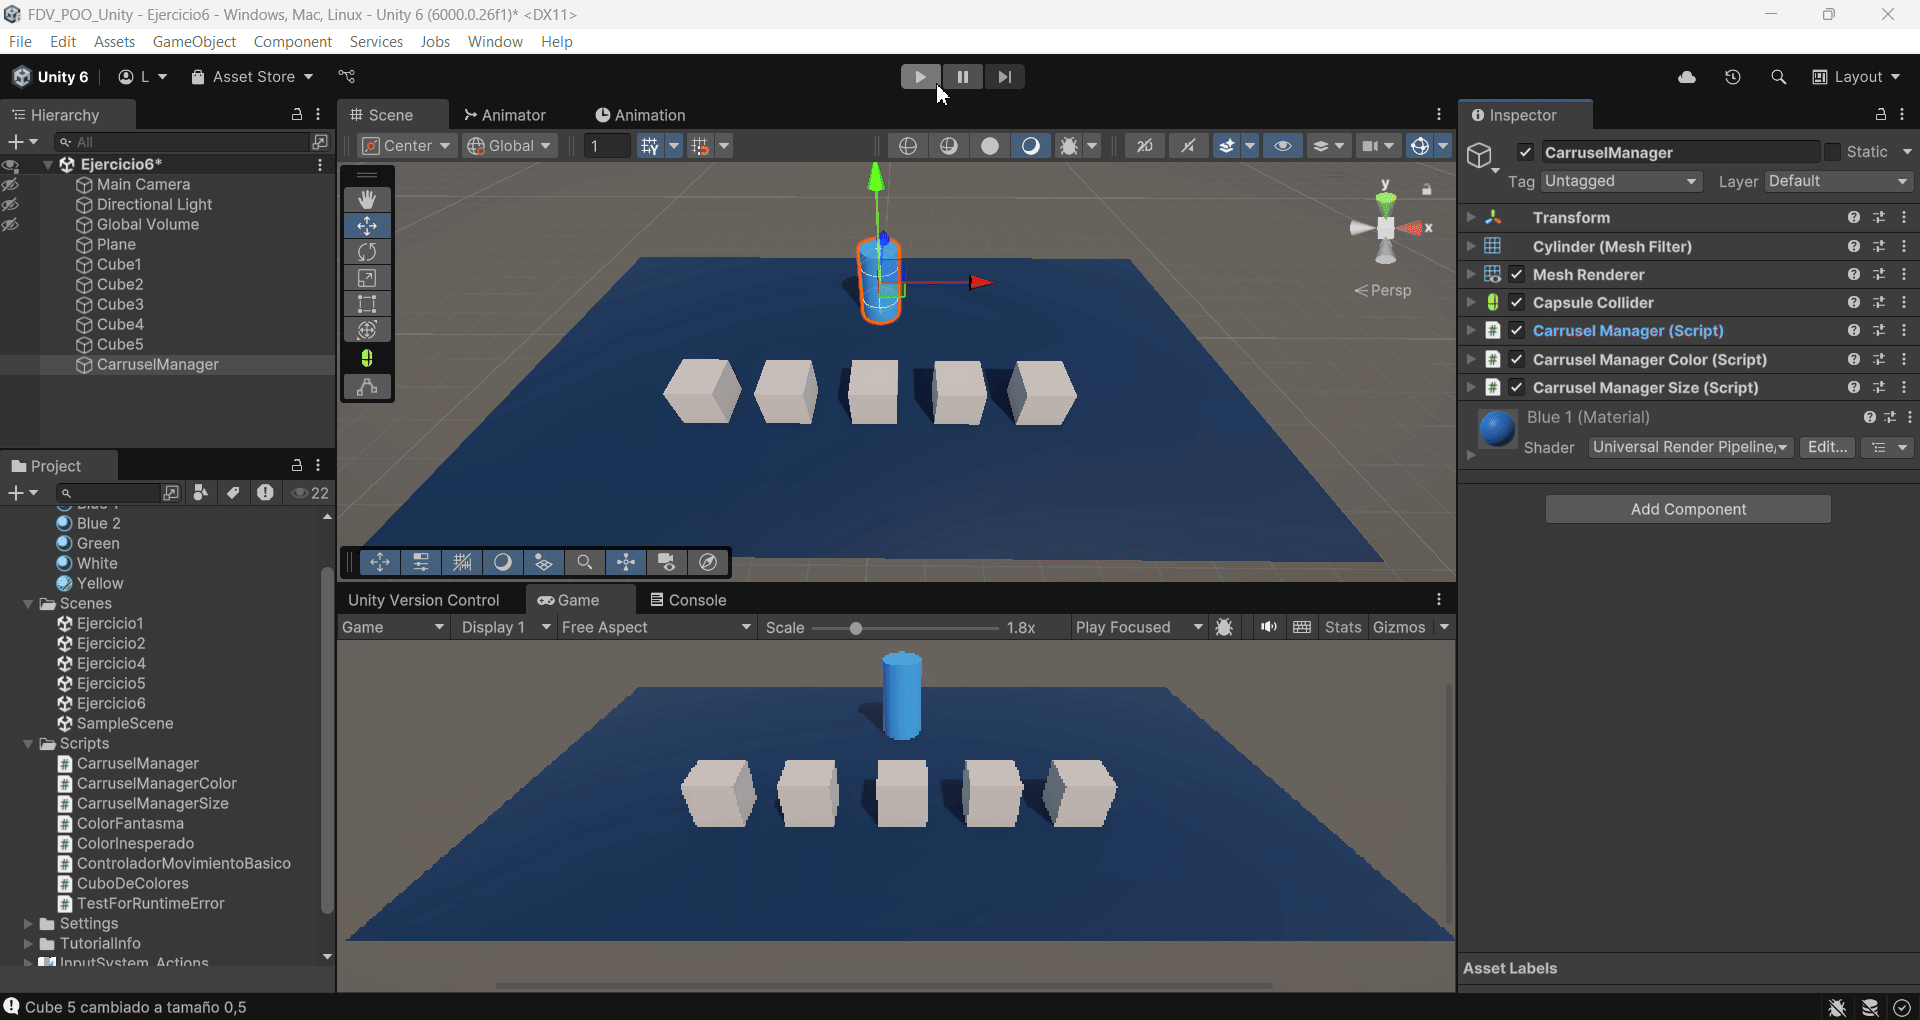 FDV_POO_Unity - Ejercicio6 - Windows, Mac, Linux - Unity 6 (6000.0.26f1)* <DX11>
File Edit Assets GameObject Component Services Jobs Window Help
Unity 6 L Asset Store Layout
Hierarchy
All
Ejercicio6*
Main Camera
Directional Light
Global Volume
Plane
Cube1
Cube2
Cube3
Cube4
Cube5
CarruselManager
Project
22
Blue 2
Green
White
Yellow
Scenes
Ejercicio1
Ejercicio2
Ejercicio4
Ejercicio5
Ejercicio6
SampleScene
Scripts
CarruselManager
CarruselManagerColor
CarruselManagerSize
ColorFantasma
ColorInesperado
ControladorMovimientoBasico
CuboDeColores
TestForRuntimeError
Settings
TutorialInfo
InputSystem_Actions
Scene Animator Animation
Center Global 1 2D
y
x
Persp
Unity Version Control Game Console
Game Display 1 Free Aspect Scale 1.8x Play Focused Stats Gizmos
Inspector
CarruselManager Static
Tag Untagged Layer Default
Transform
Cylinder (Mesh Filter)
Mesh Renderer
Capsule Collider
Carrusel Manager (Script)
Carrusel Manager Color (Script)
Carrusel Manager Size (Script)
Blue 1 (Material)
Shader Universal Render Pipeline/ Edit...
Add Component
Asset Labels
Cube 5 cambiado a tamaño 0,5